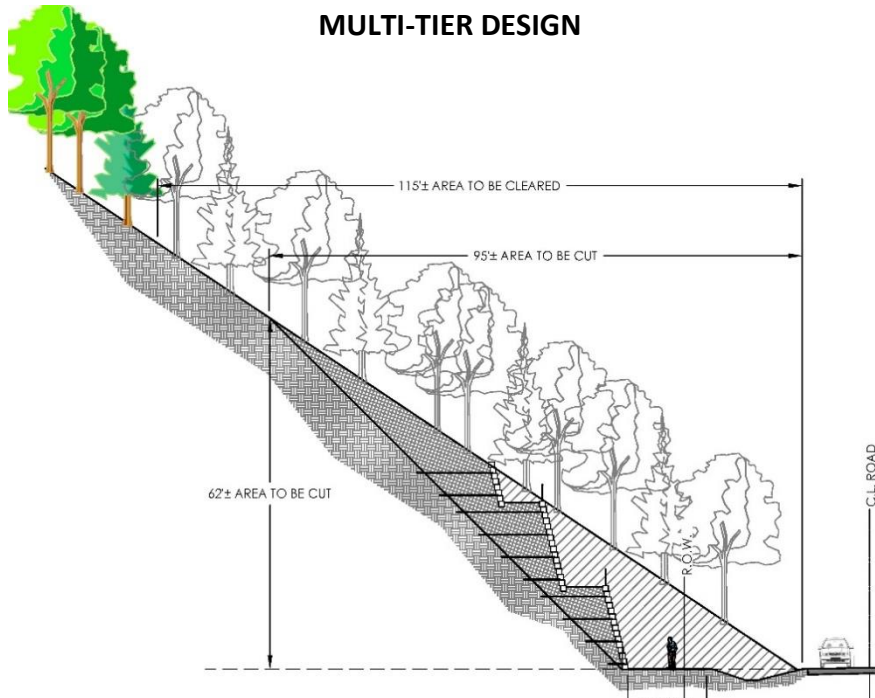 MULTI-TIER DESIGN
115'± AREA TO BE CLEARED
95'± AREA TO BE CUT
62'± AREA TO BE CUT
R.O.W.
C.L. ROAD